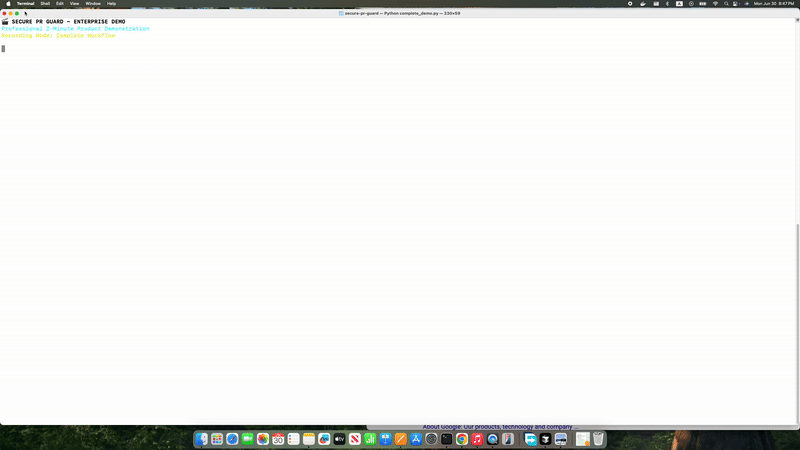 Terminal Shell Edit View Window Help
Mon Jun 30 8:47 PM
secure-pr-guard — Python complete_demo.py — 230×59
🎬 SECURE PR GUARD - ENTERPRISE DEMO
Professional 2-Minute Product Demonstration
Recording Mode: Complete Workflow
About Google: Our products, technology and company ...
30